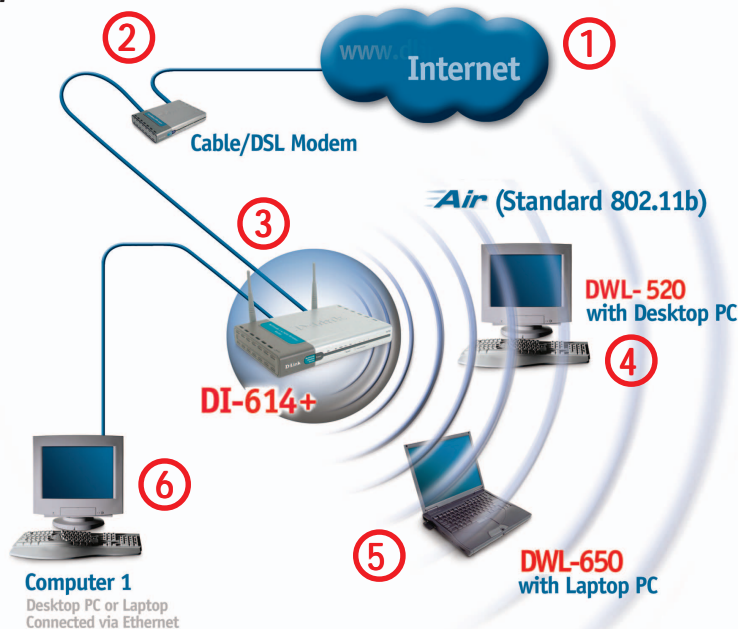 2
1
www.d
Internet
Cable/DSL Modem
Air (Standard 802.11b)
3
DWL-520
with Desktop PC
4
D-Link
DI-614+
6
5
DWL-650
with Laptop PC
Computer 1
Desktop PC or Laptop
Connected via Ethernet